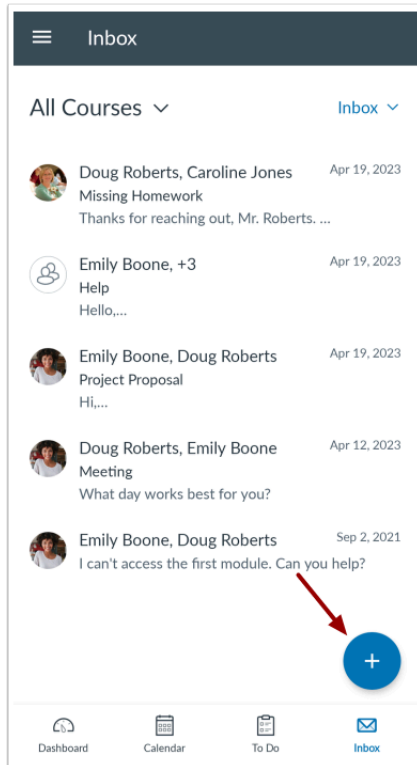 Inbox
All Courses
Inbox
Doug Roberts, Caroline Jones
Apr 19, 2023
Missing Homework
Thanks for reaching out, Mr. Roberts. ...
Emily Boone, +3
Apr 19, 2023
Help
Hello,...
Emily Boone, Doug Roberts
Apr 19, 2023
Project Proposal
Hi,...
Doug Roberts, Emily Boone
Apr 12, 2023
Meeting
What day works best for you?
Emily Boone, Doug Roberts
Sep 2, 2021
I can't access the first module. Can you help?
+
Dashboard
Calendar
To Do
Inbox